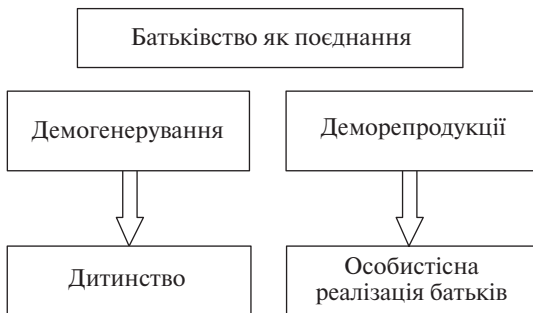 Батьківство як поєднання
Демогенерування
Деморепродукції
Дитинство
Особистісна
реалізація батьків